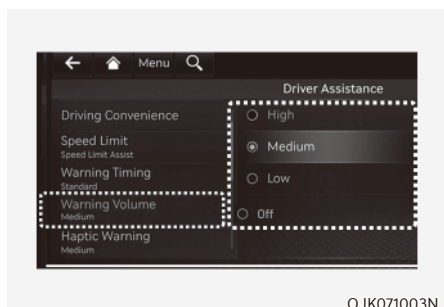 Menu
Driver Assistance
Driving Convenience
Speed Limit
Speed Limit Assist
Warning Timing
Standard
Warning Volume
Medium
Haptic Warning
Medium
High
Medium
Low
Off
OJK071003N